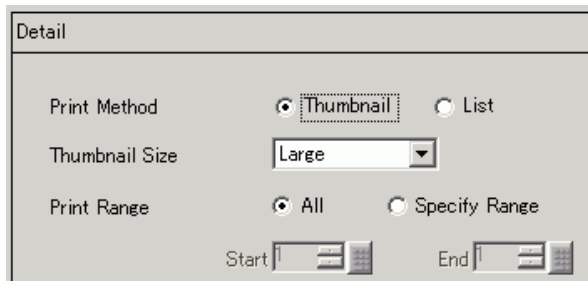 Detail
Print Method Thumbnail List
Thumbnail Size Large
Print Range All Specify Range
Start 1 End 1